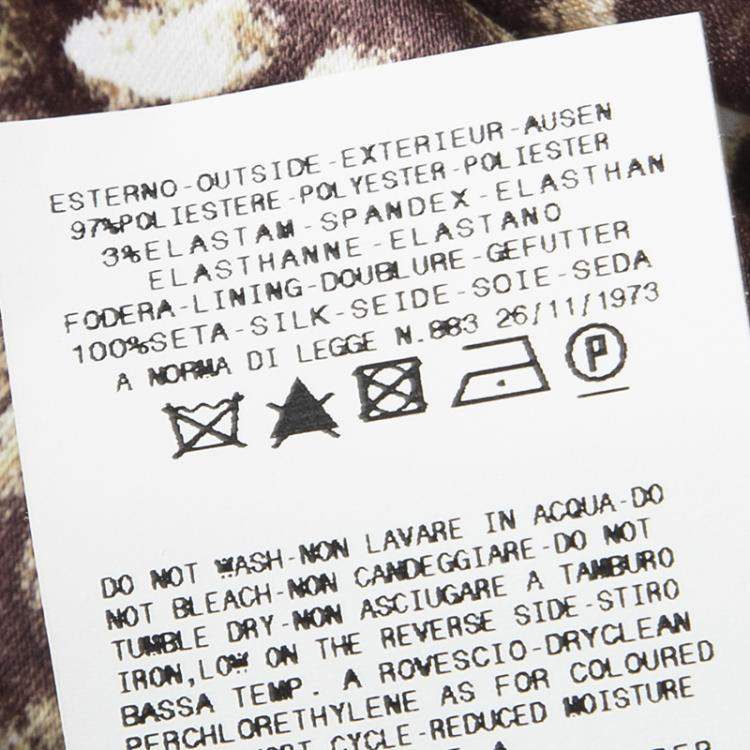 ESTERNO-OUTSIDE-EXTERIEUR-AUSEN
97%POLIESTERE-POLYESTER-POLIESTER
3%ELASTAM-SPANDEX-ELASTHAN
ELASTHANNE-ELASTANO
FODERA-LINING-DOUBLURE-GEFUTTER
100%SETA-SILK-SEIDE-SOIE-SEDA
A NORMA DI LEGGE N.883 26/11/1973
P
DO NOT WASH-NON LAVARE IN ACQUA-DO
NOT BLEACH-NON CANDEGGIARE-DO NOT
TUMBLE DRY-NON ASCIUGARE A TAMBURO
IRON,LOW ON THE REVERSE SIDE-STIRO
BASSA TEMP. A ROVESCIO-DRYCLEAN
PERCHLORETHYLENE AS FOR COLOURED
CYCLE-REDUCED MOISTURE